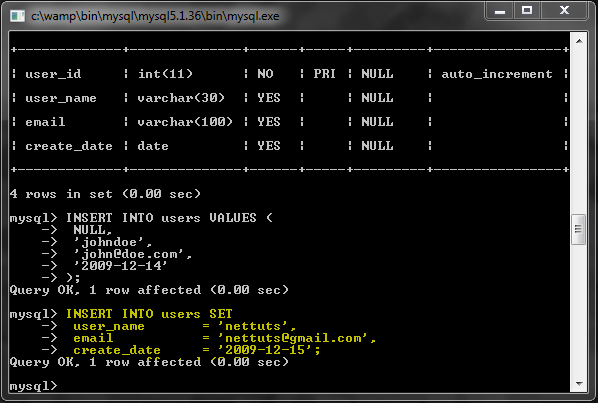 c:\wamp\bin\mysql\mysql5.1.36\bin\mysql.exe
+-------------+--------------+------+-----+---------+----------------+
| user_id | int(11) | NO | PRI | NULL | auto_increment |
| user_name | varchar(30) | YES | | NULL | |
| email | varchar(100) | YES | | NULL | |
| create_date | date | YES | | NULL | |
+-------------+--------------+------+-----+---------+----------------+
4 rows in set (0.00 sec)
mysql> INSERT INTO users VALUES (
-> NULL,
-> 'johndoe',
-> 'john@doe.com',
-> '2009-12-14'
-> );
Query OK, 1 row affected (0.00 sec)
mysql> INSERT INTO users SET
-> user_name = 'nettuts',
-> email = 'nettuts@gmail.com',
-> create_date = '2009-12-15';
Query OK, 1 row affected (0.00 sec)
mysql>